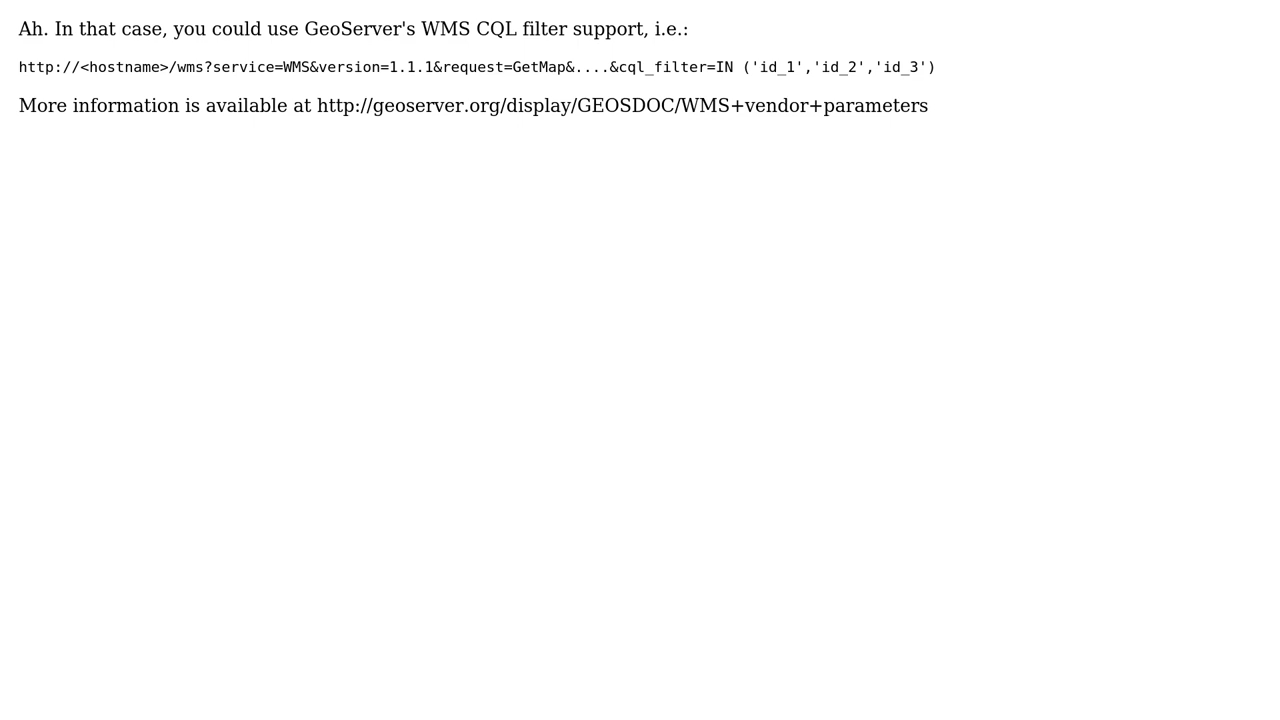 Ah. In that case, you could use GeoServer's WMS CQL filter support, i.e.:
http://<hostname>/wms?service=WMS&version=1.1.1&request=GetMap&....&cql_filter=IN ('id_1','id_2','id_3')
More information is available at http://geoserver.org/display/GEOSDOC/WMS+vendor+parameters